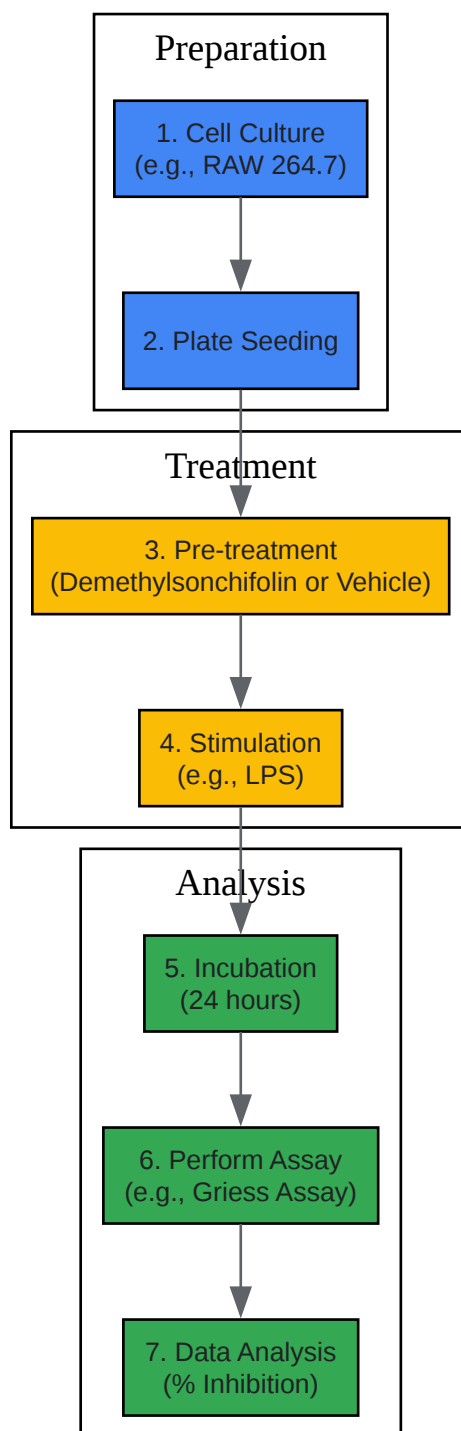 Preparation
1. Cell Culture
(e.g., RAW 264.7)
2. Plate Seeding
Treatment
3. Pre-treatment
(Demethylsonchifolin or Vehicle)
4. Stimulation
(e.g., LPS)
Analysis
5. Incubation
(24 hours)
6. Perform Assay
(e.g., Griess Assay)
7. Data Analysis
(% Inhibition)